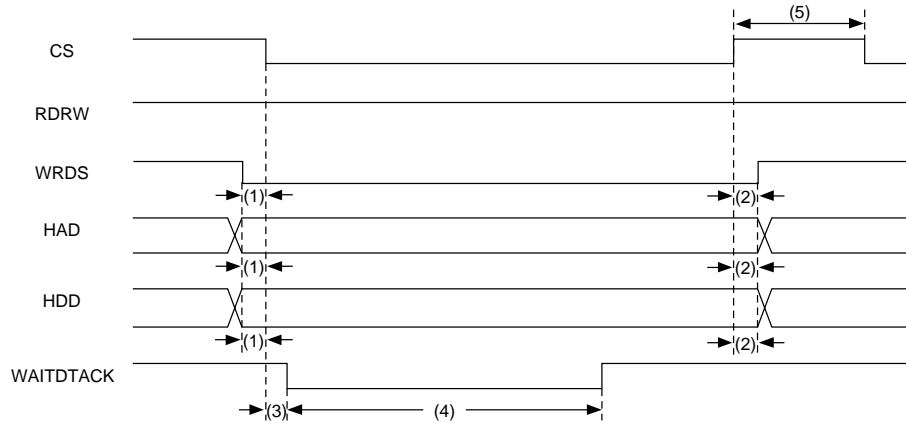 (5)
CS
RDRW
WRDS
(1) (2)
HAD
(1) (2)
HDD
(1) (2)
WAITDTACK
(3) (4)